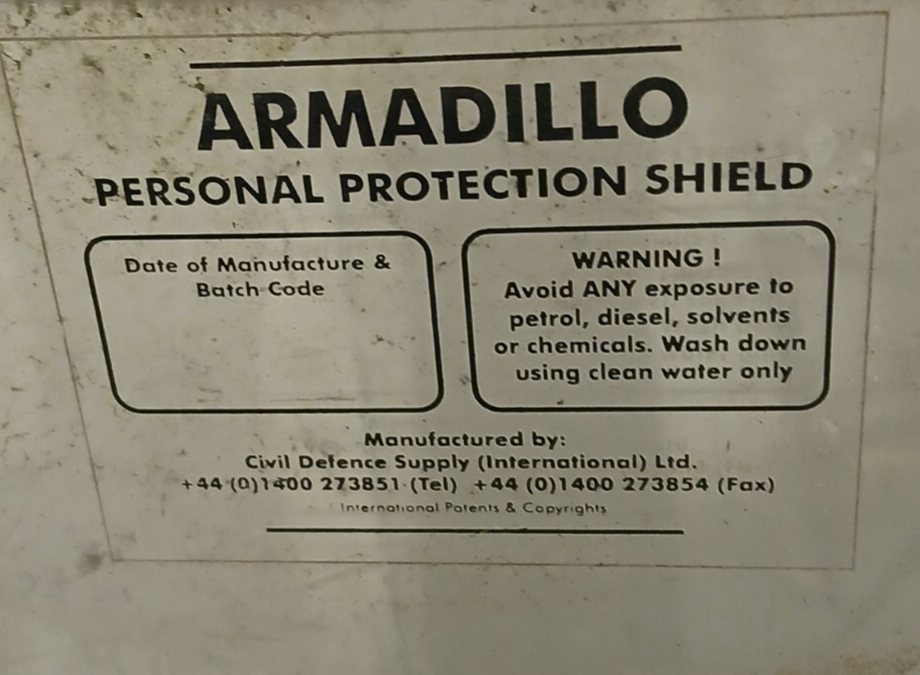 ARMADILLO
PERSONAL PROTECTION SHIELD
Date of Manufacture &
Batch Code
WARNING !
Avoid ANY exposure to
petrol, diesel, solvents
or chemicals. Wash down
using clean water only
Manufactured by:
Civil Defence Supply (International) Ltd.
+44 (0)1400 273851 (Tel) +44 (0)1400 273854 (Fax)
International Patents & Copyrights